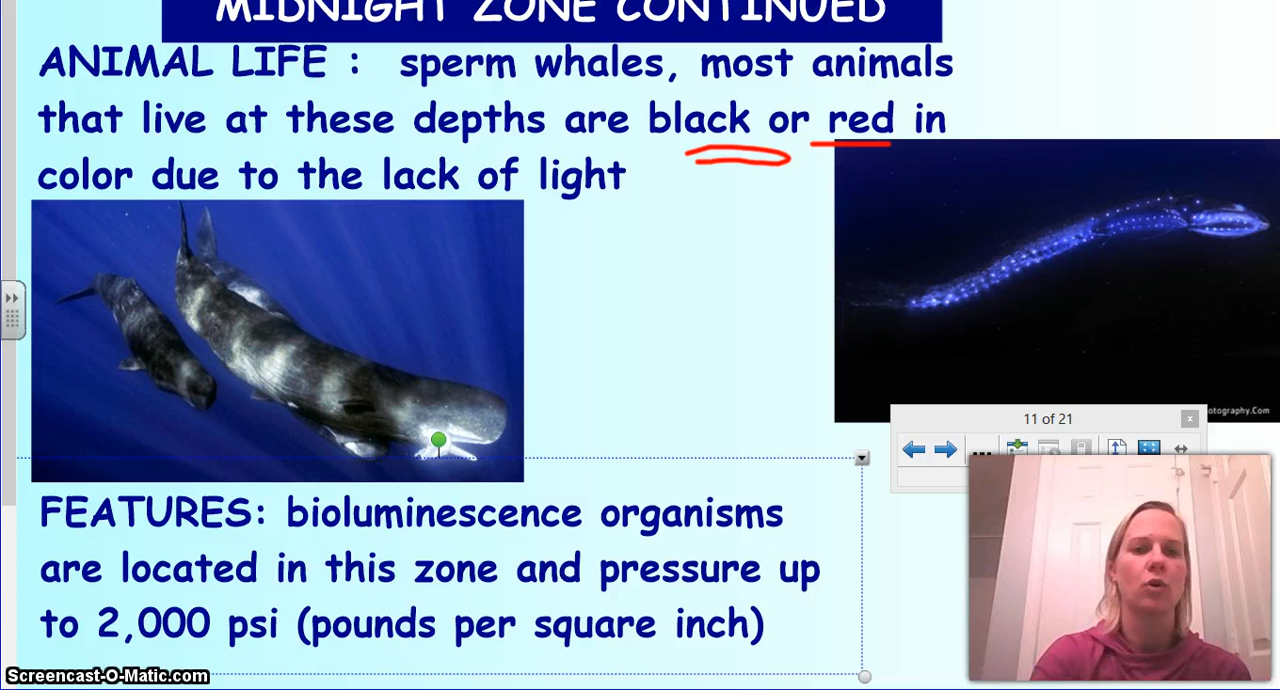 MIDNIGHT ZONE CONTINUED
ANIMAL LIFE : sperm whales, most animals
that live at these depths are black or red in
color due to the lack of light
otography.Com
11 of 21
FEATURES: bioluminescence organisms
are located in this zone and pressure up
to 2,000 psi (pounds per square inch)
Screencast-O-Matic.com